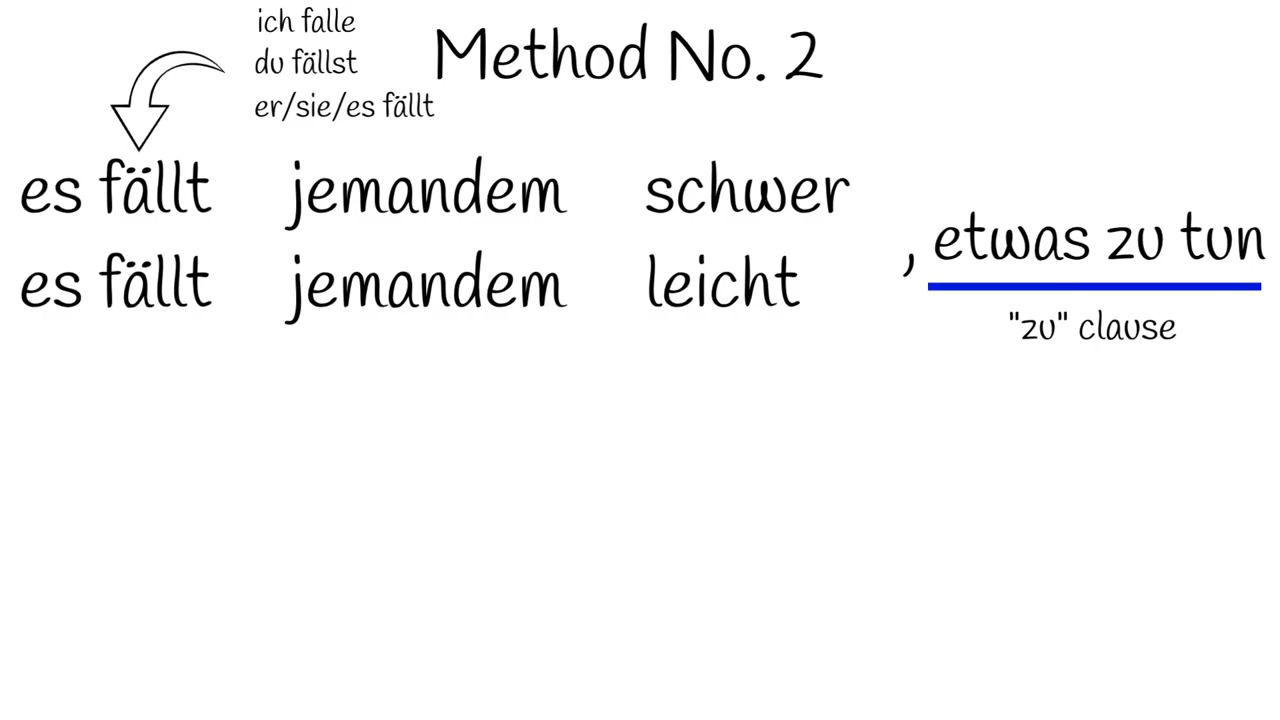 ich falle
du fällst
er/sie/es fällt
Method No. 2
es fällt jemandem schwer
es fällt jemandem leicht
, etwas zu tun
"zu" clause